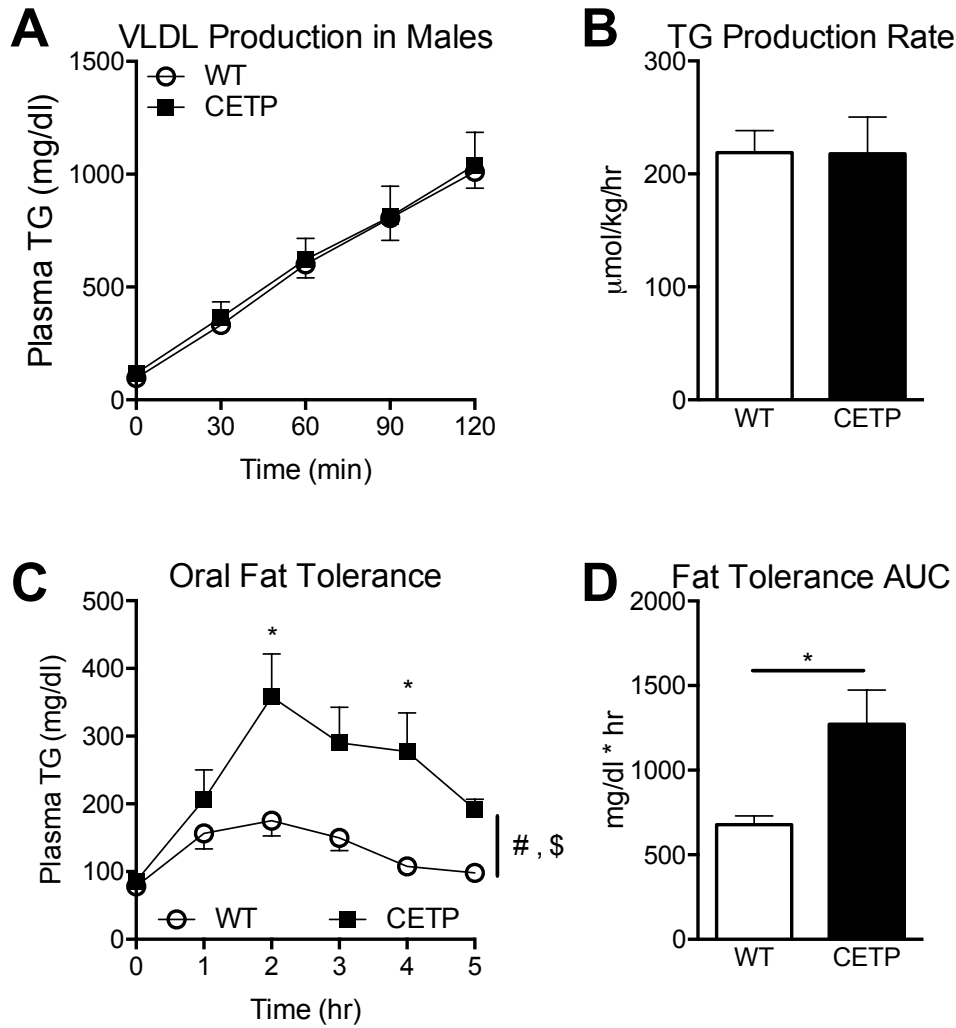 A
VLDL Production in Males
Plasma TG (mg/dl)
1500
1000
500
0
WT
CETP
0 30 60 90 120
Time (min)
B
TG Production Rate
μmol/kg/hr
300
200
100
0
WT CETP
C
Oral Fat Tolerance
Plasma TG (mg/dl)
500
400
300
200
100
0
*
*
# , $
WT CETP
0 1 2 3 4 5
Time (hr)
D
Fat Tolerance AUC
mg/dl * hr
2000
1500
1000
500
0
*
WT CETP